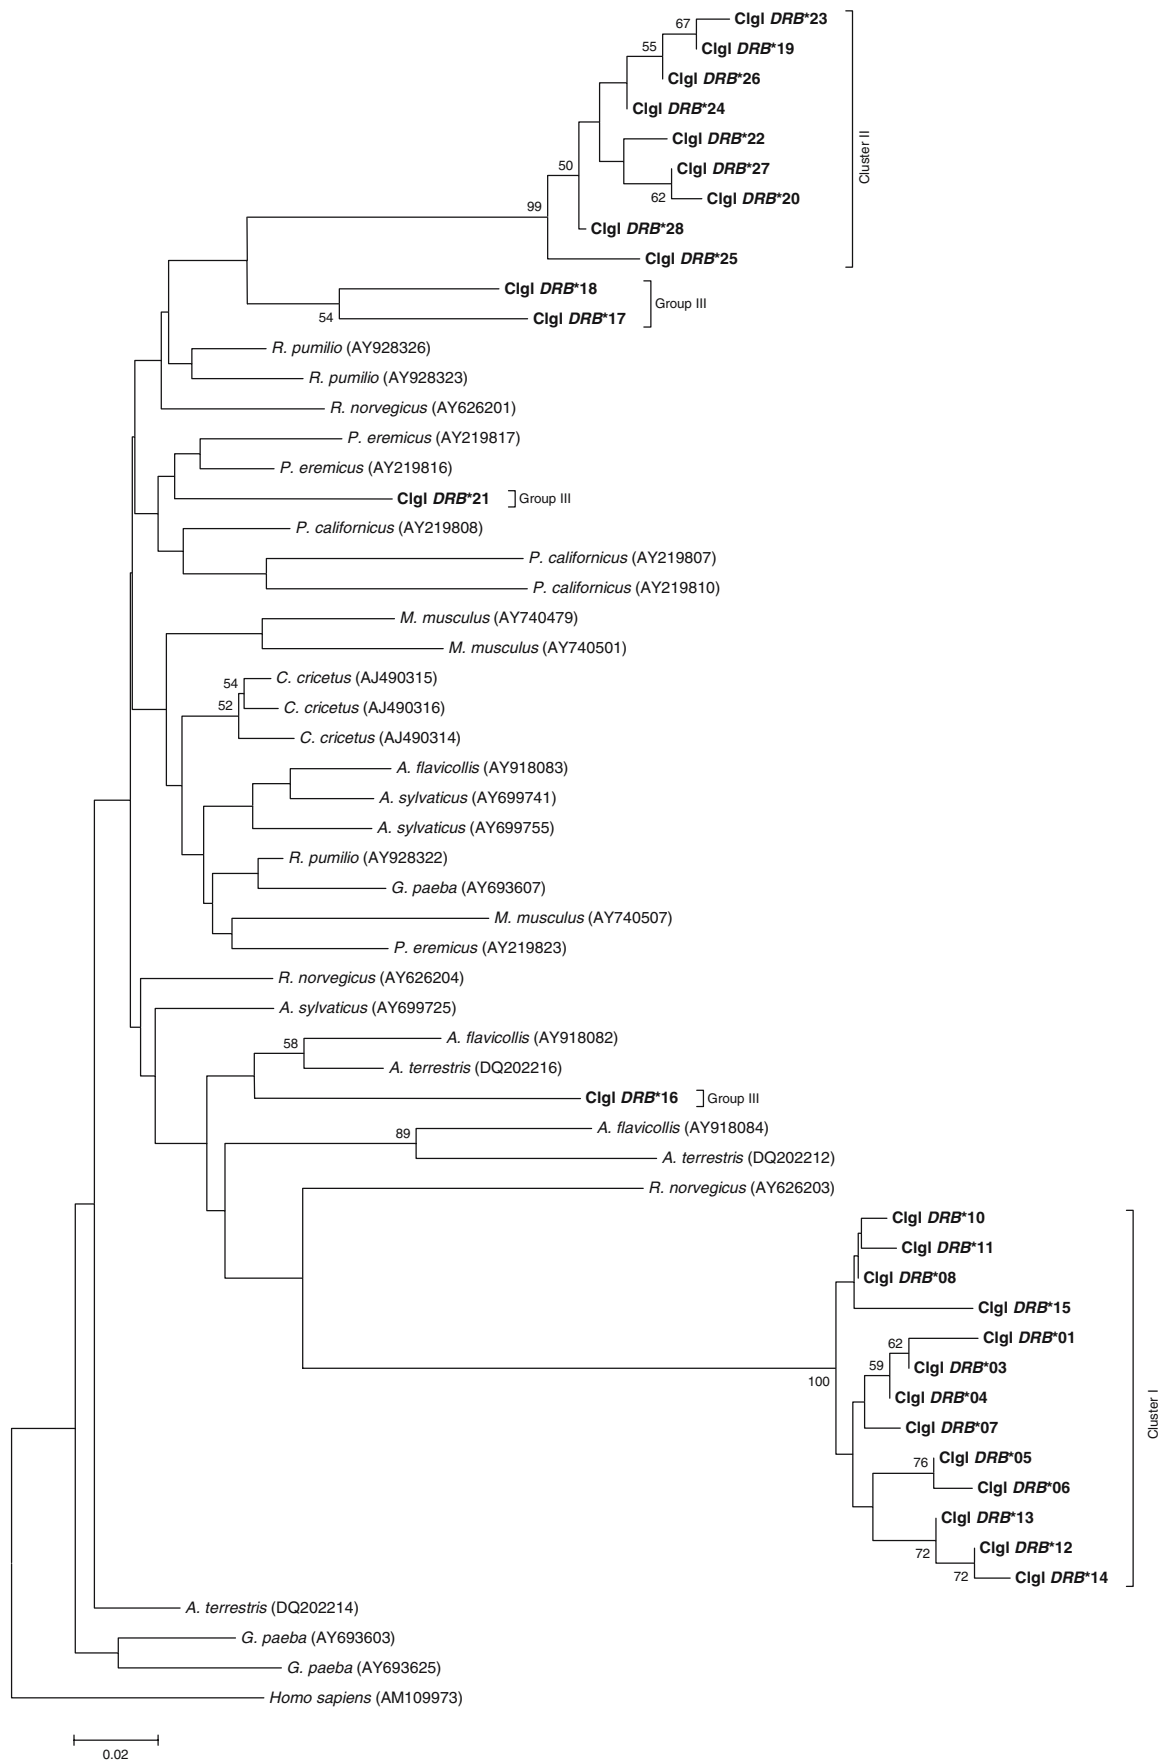 67
Clgl DRB*23
55
Clgl DRB*19
Clgl DRB*26
Clgl DRB*24
Clgl DRB*22
50
Clgl DRB*27
62
Clgl DRB*20
99
Clgl DRB*28
Clgl DRB*25
Cluster II
Clgl DRB*18
Group III
54
Clgl DRB*17
R. pumilio (AY928326)
R. pumilio (AY928323)
R. norvegicus (AY626201)
P. eremicus (AY219817)
P. eremicus (AY219816)
Clgl DRB*21 Group III
P. californicus (AY219808)
P. californicus (AY219807)
P. californicus (AY219810)
M. musculus (AY740479)
M. musculus (AY740501)
54
C. cricetus (AJ490315)
52
C. cricetus (AJ490316)
C. cricetus (AJ490314)
A. flavicollis (AY918083)
A. sylvaticus (AY699741)
A. sylvaticus (AY699755)
R. pumilio (AY928322)
G. paeba (AY693607)
M. musculus (AY740507)
P. eremicus (AY219823)
R. norvegicus (AY626204)
A. sylvaticus (AY699725)
58
A. flavicollis (AY918082)
A. terrestris (DQ202216)
Clgl DRB*16 Group III
89
A. flavicollis (AY918084)
A. terrestris (DQ202212)
R. norvegicus (AY626203)
Clgl DRB*10
Clgl DRB*11
Clgl DRB*08
Clgl DRB*15
62
Clgl DRB*01
59
Clgl DRB*03
100
Clgl DRB*04
Clgl DRB*07
76
Clgl DRB*05
Clgl DRB*06
Clgl DRB*13
72
Clgl DRB*12
72
Clgl DRB*14
Cluster I
A. terrestris (DQ202214)
G. paeba (AY693603)
G. paeba (AY693625)
Homo sapiens (AM109973)
0.02